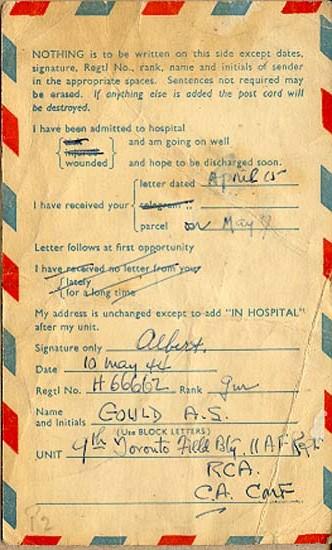 NOTHING is to be written on this side except dates,
signature, Regtl No., rank, name and initials of sender
in the appropriate spaces. Sentences not required may
be erased. If anything else is added the post card will
be destroyed.
I have been admitted to hospital
sick
injured
wounded
and am going on well
and hope to be discharged soon.
letter dated April 15
I have received your
telegram ,,
parcel on May 9
Letter follows at first opportunity
I have received no letter from you
lately
for a long time
My address is unchanged except to add "IN HOSPITAL"
after my unit.
Signature only Albert.
Date 10 May 44
Regtl No. H 66662 Rank Gnr
Name
and Initials GOULD A.S.
(Use BLOCK LETTERS)
UNIT 9th Toronto Field Bty. 11 A.F. Regt
RCA.
C.A. CMF
12